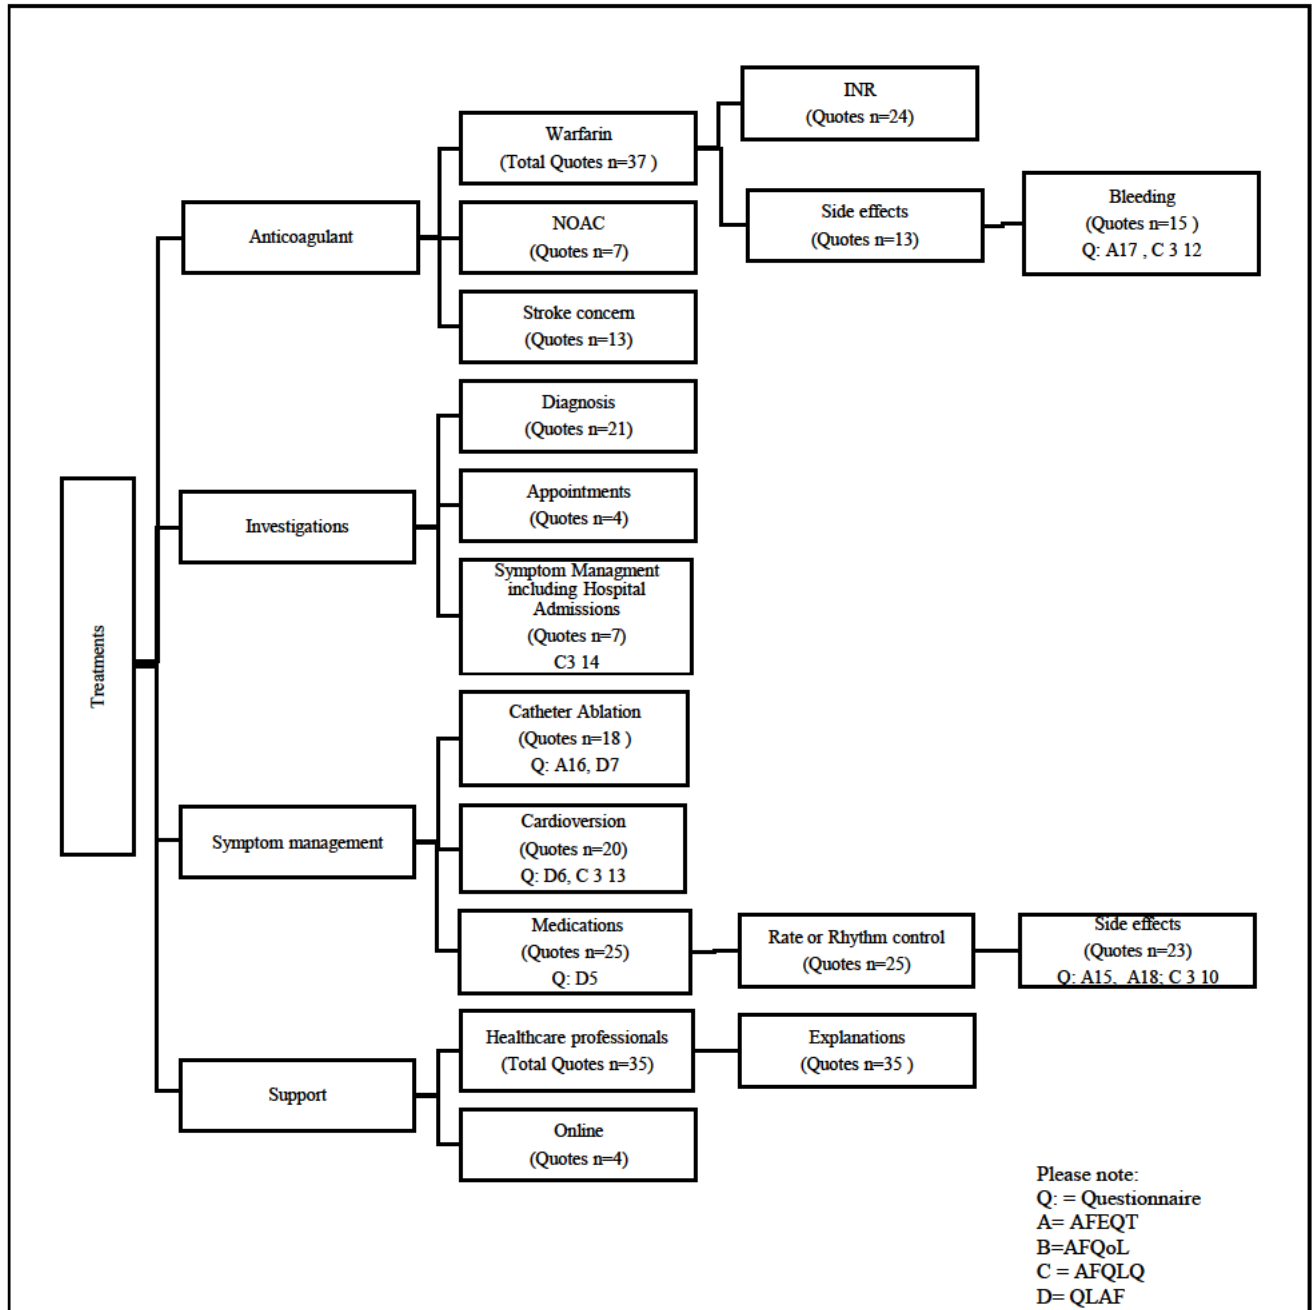 Treatments
Anticoagulant
Warfarin
(Total Quotes n=37 )
INR
(Quotes n=24)
Side effects
(Quotes n=13)
Bleeding
(Quotes n=15 )
Q: A17 , C 3 12
NOAC
(Quotes n=7)
Stroke concern
(Quotes n=13)
Investigations
Diagnosis
(Quotes n=21)
Appointments
(Quotes n=4)
Symptom Managment
including Hospital
Admissions
(Quotes n=7)
C3 14
Symptom management
Catheter Ablation
(Quotes n=18 )
Q: A16, D7
Cardioversion
(Quotes n=20)
Q: D6, C 3 13
Medications
(Quotes n=25)
Q: D5
Rate or Rhythm control
(Quotes n=25)
Side effects
(Quotes n=23)
Q: A15, A18; C 3 10
Support
Healthcare professionals
(Total Quotes n=35)
Explanations
(Quotes n=35 )
Online
(Quotes n=4)
Please note:
Q: = Questionnaire
A= AFEQT
B=AFQoL
C = AFQLQ
D= QLAF